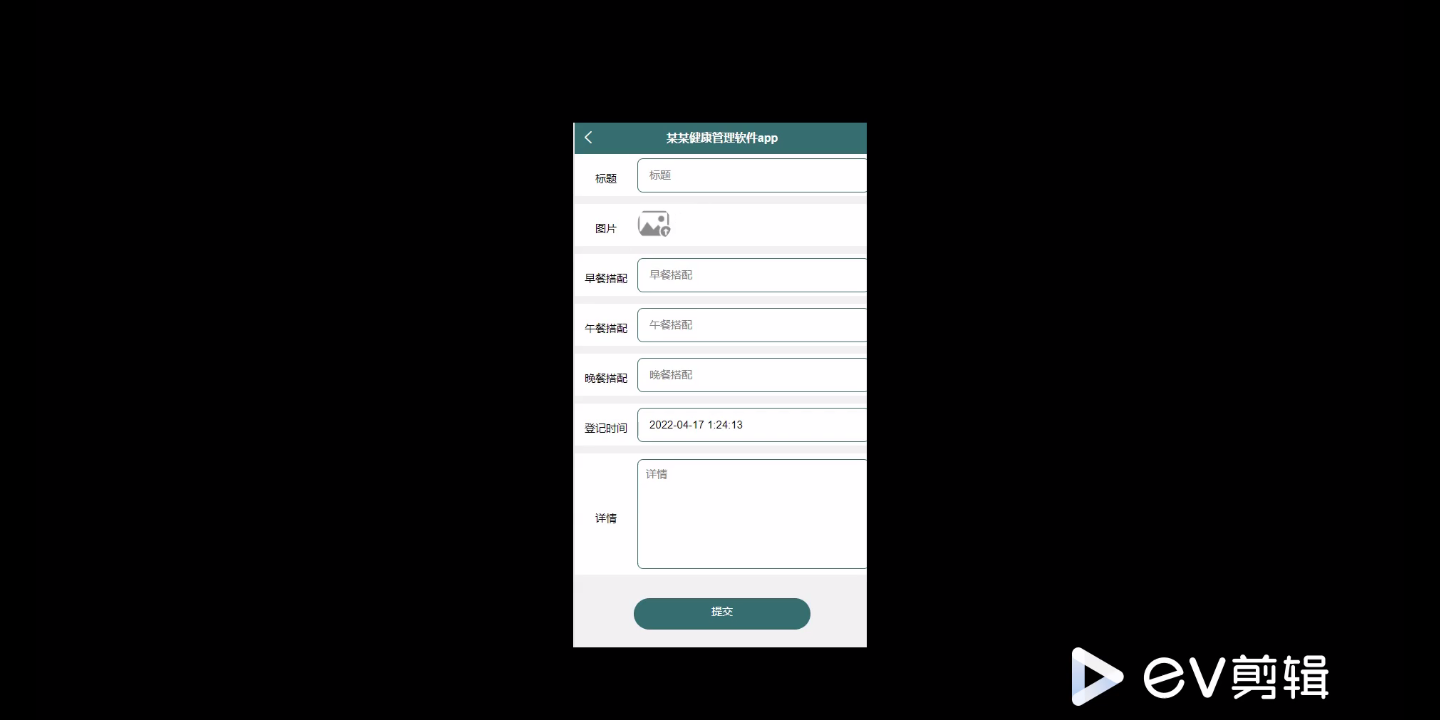 某某健康管理软件app
标题 标题
图片
早餐搭配 早餐搭配
午餐搭配 午餐搭配
晚餐搭配 晚餐搭配
登记时间 2022-04-17 1:24:13
详情
详情
提交
eV剪辑